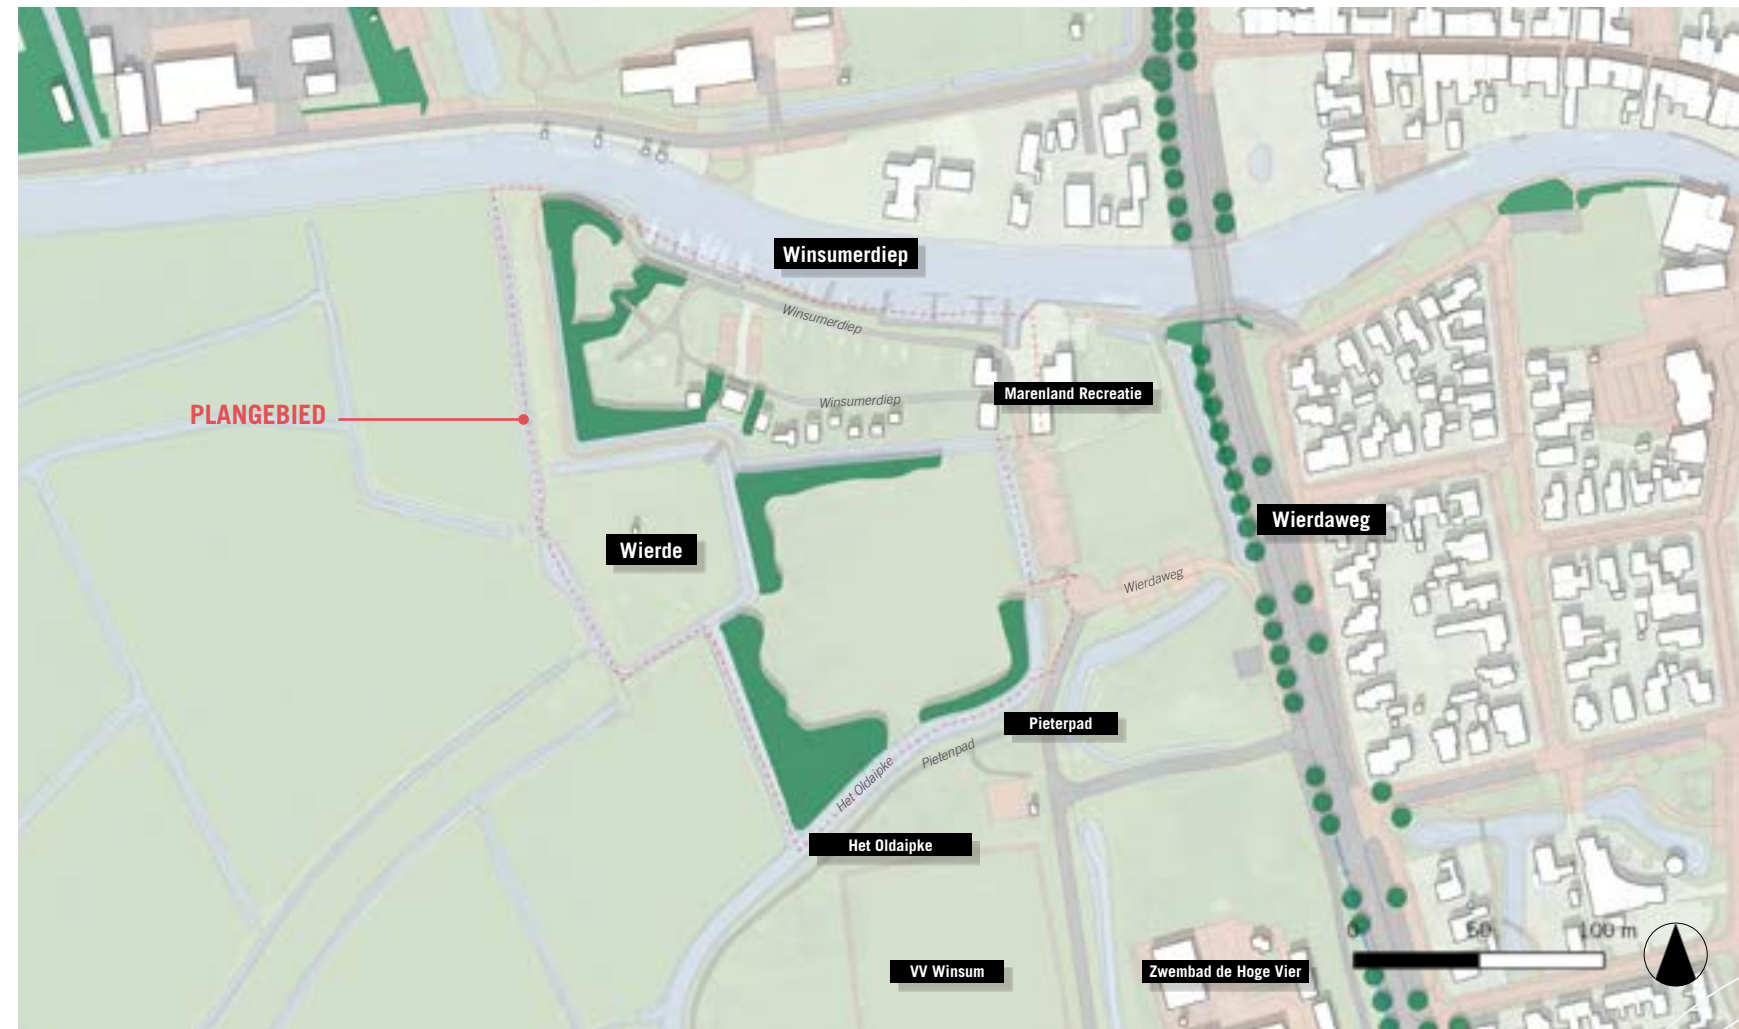 Winsumerdiep
Winsumerdiep
Marenland Recreatie
Winsumerdiep
PLANGEBIED
Wierdaweg
Wierde
Wierdaweg
Pieterpad
Pietenpad
Het Oldaipke
Het Oldaipke
0 50 100 m
VV Winsum
Zwembad de Hoge Vier